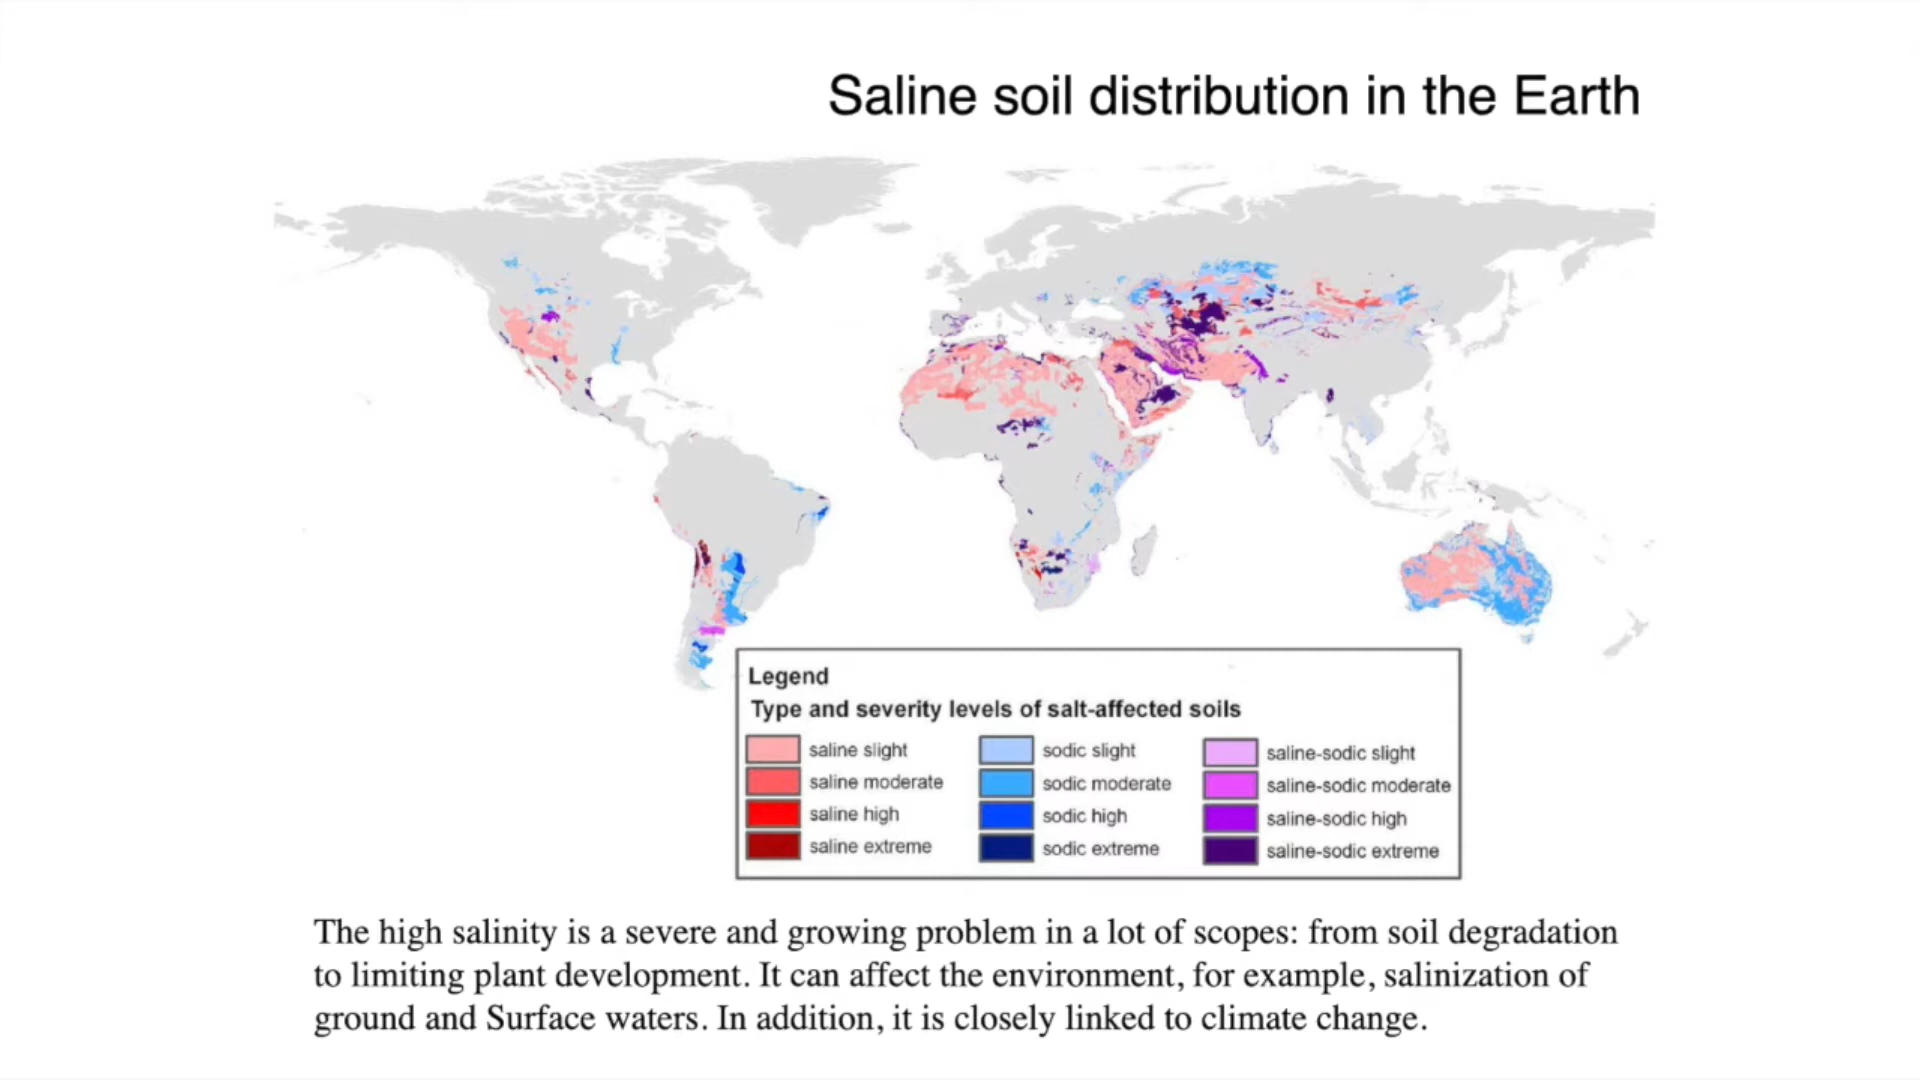 Saline soil distribution in the Earth
Legend
Type and severity levels of salt-affected soils
saline slight
saline moderate
saline high
saline extreme
sodic slight
sodic moderate
sodic high
sodic extreme
saline-sodic slight
saline-sodic moderate
saline-sodic high
saline-sodic extreme
The high salinity is a severe and growing problem in a lot of scopes: from soil degradation
to limiting plant development. It can affect the environment, for example, salinization of
ground and Surface waters. In addition, it is closely linked to climate change.